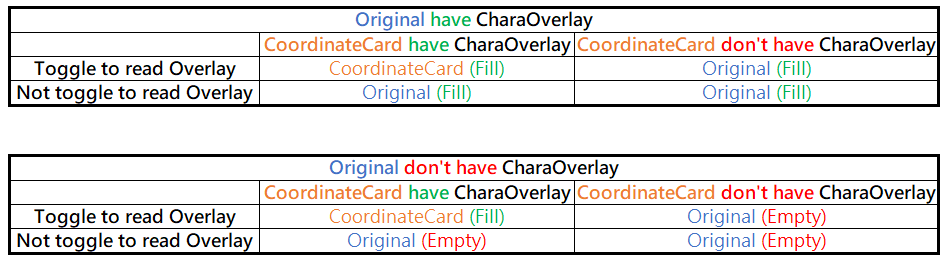 Original have CharaOverlay
CoordinateCard have CharaOverlay CoordinateCard don't have CharaOverlay
Toggle to read Overlay CoordinateCard (Fill) Original (Fill)
Not toggle to read Overlay Original (Fill) Original (Fill)
Original don't have CharaOverlay
CoordinateCard have CharaOverlay CoordinateCard don't have CharaOverlay
Toggle to read Overlay CoordinateCard (Fill) Original (Empty)
Not toggle to read Overlay Original (Empty) Original (Empty)